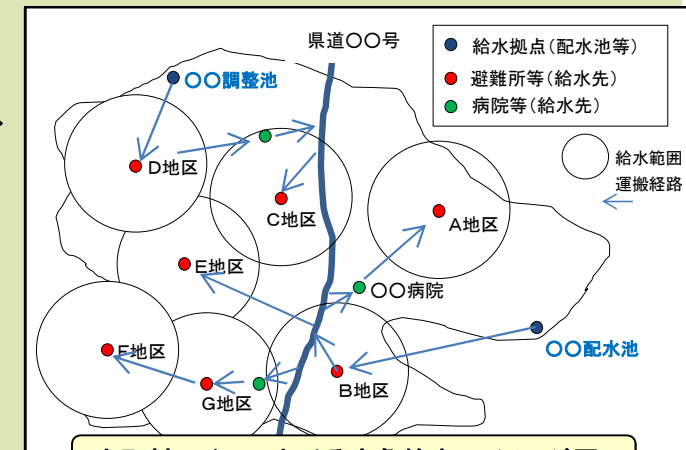 県道〇〇号
給水拠点（配水池等）
避難所等（給水先）
病院等（給水先）
〇〇調整池
給水範囲
運搬経路
D地区
C地区
A地区
E地区
〇〇病院
F地区
〇〇配水池
B地区
G地区